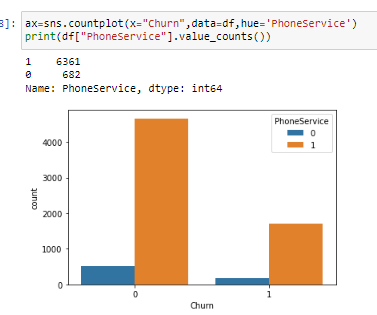 8]: ax=sns.countplot(x="Churn",data=df,hue='PhoneService')
print(df["PhoneService"].value_counts())
1    6361
0     682
Name: PhoneService, dtype: int64
PhoneService
0
1
4000
3000
2000
1000
0
count
0 1
Churn